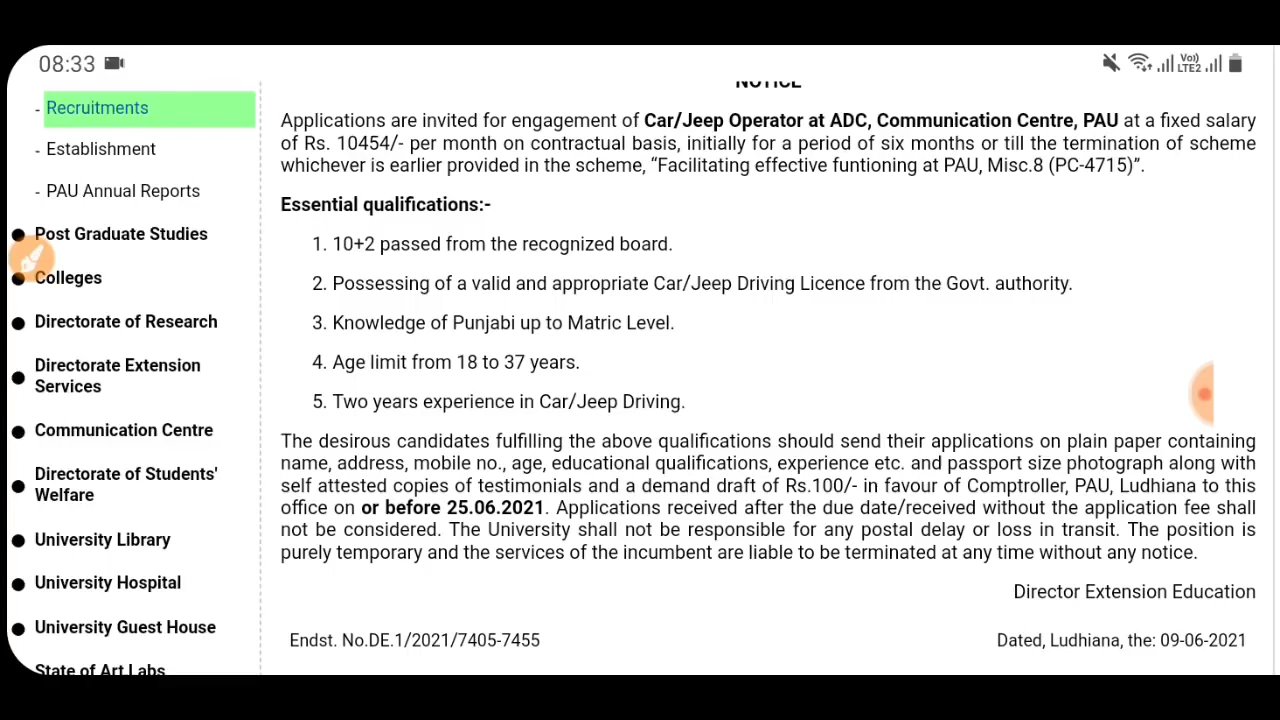 08:33
Vo)
LTE2
- Recruitments
- Establishment
- PAU Annual Reports
Post Graduate Studies
Colleges
Directorate of Research
Directorate Extension
Services
Communication Centre
Directorate of Students'
Welfare
University Library
University Hospital
University Guest House
State of Art Labs
NOTICE
Applications are invited for engagement of Car/Jeep Operator at ADC, Communication Centre, PAU at a fixed salary
of Rs. 10454/- per month on contractual basis, initially for a period of six months or till the termination of scheme
whichever is earlier provided in the scheme, “Facilitating effective funtioning at PAU, Misc.8 (PC-4715)”.
Essential qualifications:-
1. 10+2 passed from the recognized board.
2. Possessing of a valid and appropriate Car/Jeep Driving Licence from the Govt. authority.
3. Knowledge of Punjabi up to Matric Level.
4. Age limit from 18 to 37 years.
5. Two years experience in Car/Jeep Driving.
The desirous candidates fulfilling the above qualifications should send their applications on plain paper containing
name, address, mobile no., age, educational qualifications, experience etc. and passport size photograph along with
self attested copies of testimonials and a demand draft of Rs.100/- in favour of Comptroller, PAU, Ludhiana to this
office on or before 25.06.2021. Applications received after the due date/received without the application fee shall
not be considered. The University shall not be responsible for any postal delay or loss in transit. The position is
purely temporary and the services of the incumbent are liable to be terminated at any time without any notice.
Director Extension Education
Endst. No.DE.1/2021/7405-7455
Dated, Ludhiana, the: 09-06-2021